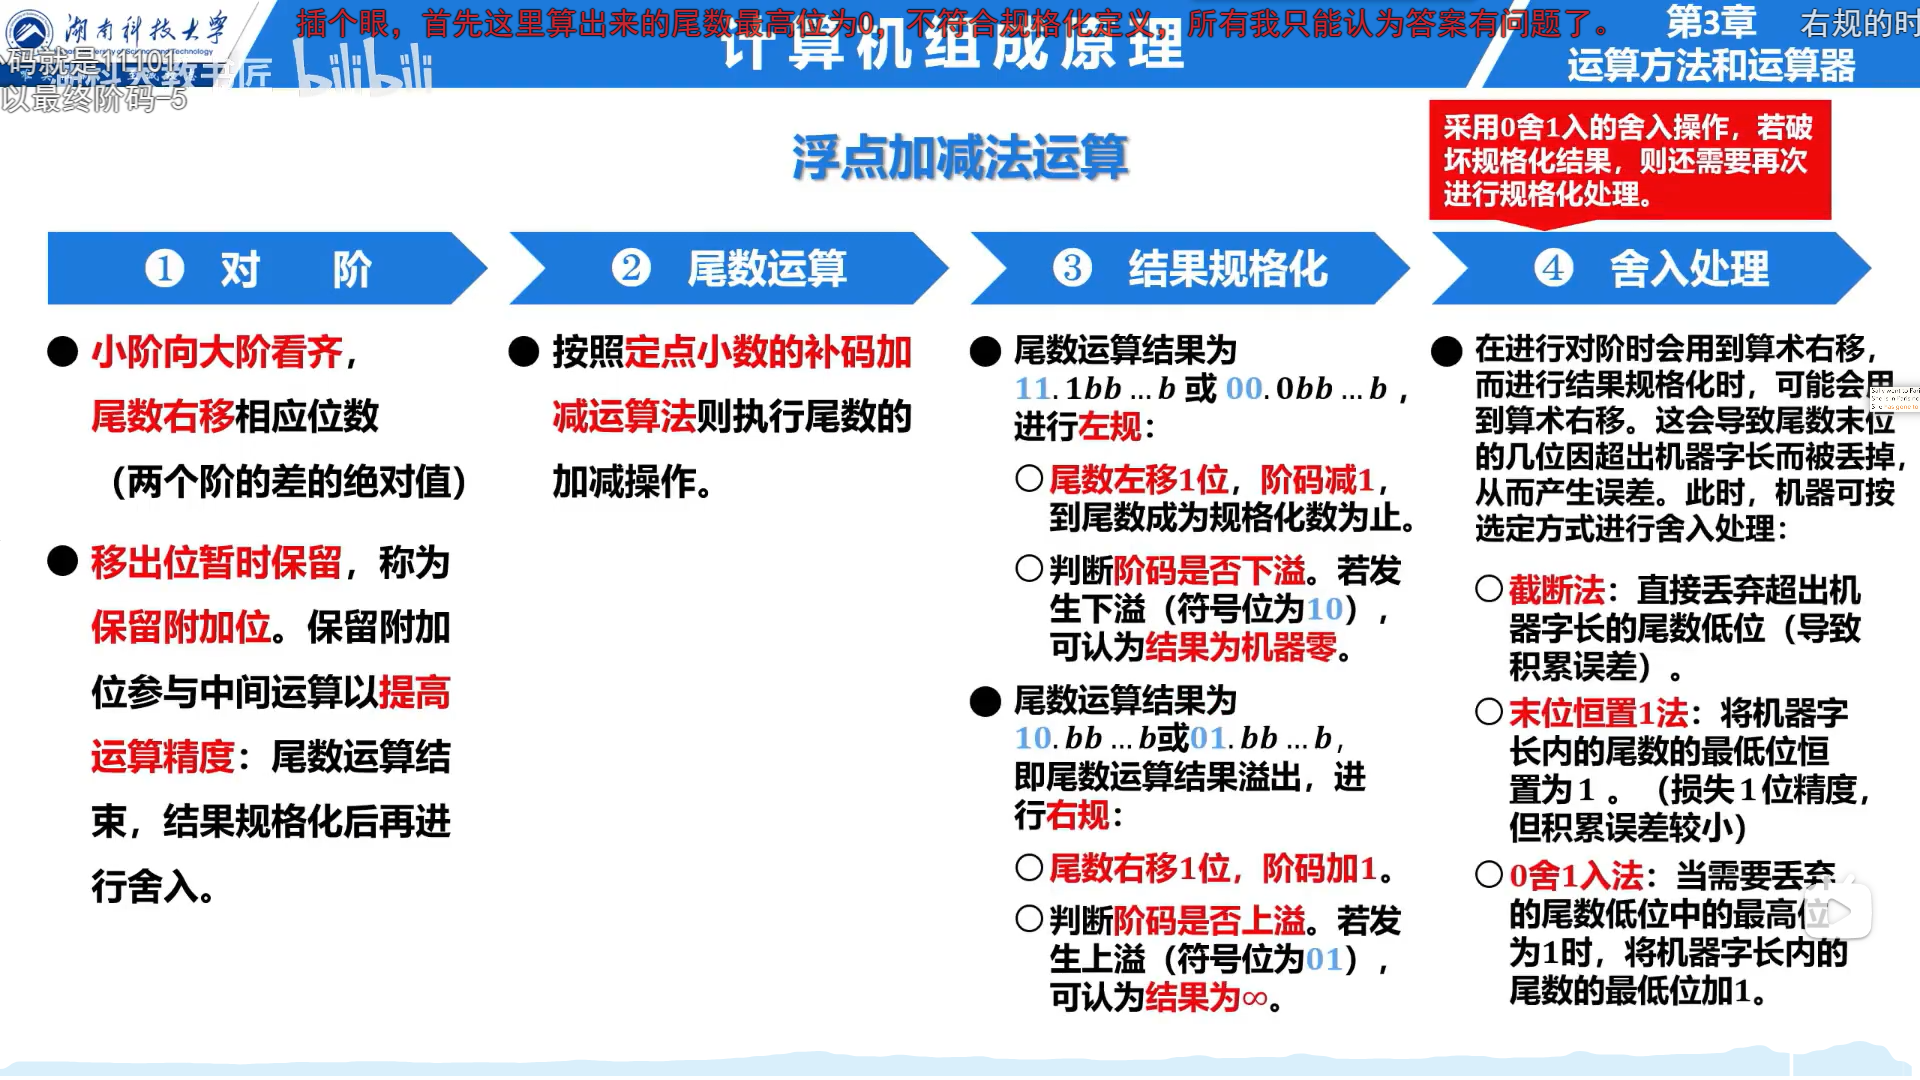 插个眼，首先这里算出来的尾数最高位为0，不符合规格化定义，所有我只能认为答案有问题了。
湖南科技大学
计算机组成原理
第3章
运算方法和运算器
右规的时
码就是11101
bilibili
以最终阶码-5
浮点加减法运算
采用0舍1入的舍入操作，若破
坏规格化结果，则还需要再次
进行规格化处理。
❶ 对 阶
小阶向大阶看齐，
尾数右移相应位数
（两个阶的差的绝对值）
移出位暂时保留，称为
保留附加位。保留附加
位参与中间运算以提高
运算精度：尾数运算结
束，结果规格化后再进
行舍入。
❷ 尾数运算
按照定点小数的补码加
减运算法则执行尾数的
加减操作。
❸ 结果规格化
尾数运算结果为
11.1bb…b 或 00.0bb…b，
进行左规：
尾数左移1位，阶码减1，
到尾数成为规格化数为止。
判断阶码是否下溢。若发
生下溢（符号位为10），
可认为结果为机器零。
尾数运算结果为
10.bb…b或01.bb…b，
即尾数运算结果溢出，进
行右规：
尾数右移1位，阶码加1。
判断阶码是否上溢。若发
生上溢（符号位为01），
可认为结果为∞。
❹ 舍入处理
在进行对阶时会用到算术右移，
而进行结果规格化时，可能会用
到算术右移。这会导致尾数末位
的几位因超出机器字长而被丢掉，
从而产生误差。此时，机器可按
选定方式进行舍入处理：
截断法：直接丢弃超出机
器字长的尾数低位（导致
积累误差）。
末位恒置1法：将机器字
长内的尾数的最低位恒
置为1。（损失1位精度，
但积累误差较小）
0舍1入法：当需要丢弃
的尾数低位中的最高位
为1时，将机器字长内的
尾数的最低位加1。